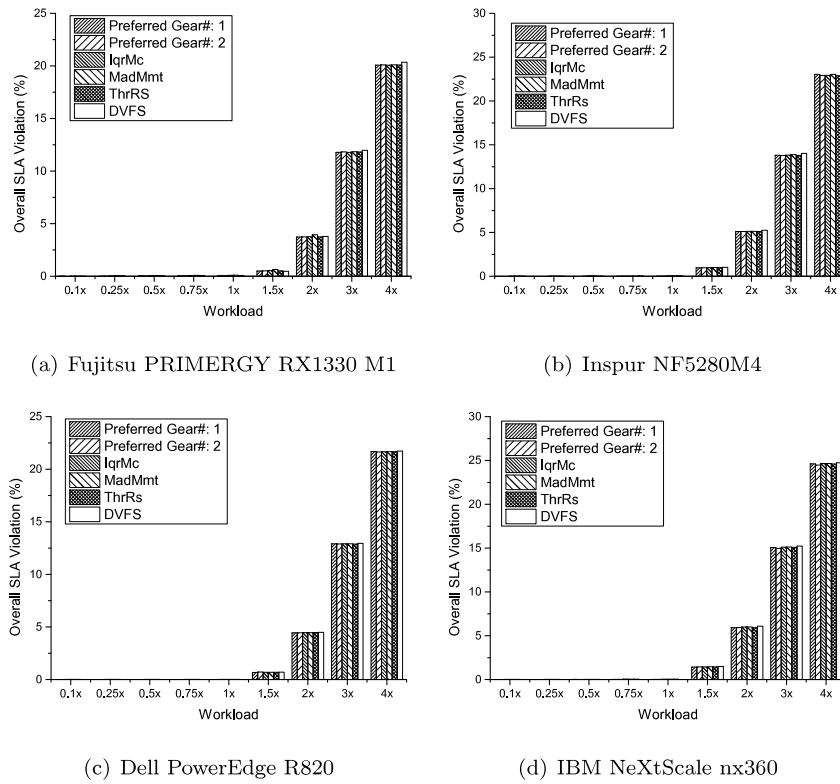 25
20
15
10
5
0
Overall SLA Violation (%)
Preferred Gear#: 1
Preferred Gear#: 2
IqrMc
MadMmt
ThrRS
DVFS
0.1x 0.25x 0.5x 0.75x 1x 1.5x 2x 3x 4x
Workload
(a) Fujitsu PRIMERGY RX1330 M1
30
25
20
15
10
5
0
Overall SLA Violation (%)
Preferred Gear#: 1
Preferred Gear#: 2
IqrMc
MadMmt
ThrRs
DVFS
0.1x 0.25x 0.5x 0.75x 1x 1.5x 2x 3x 4x
Workload
(b) Inspur NF5280M4
25
20
15
10
5
0
Overall SLA Violation (%)
Preferred Gear#: 1
Preferred Gear#: 2
IqrMc
MadMmt
ThrRs
DVFS
0.1x 0.25x 0.5x 0.75x 1x 1.5x 2x 3x 4x
Workload
(c) Dell PowerEdge R820
30
25
20
15
10
5
0
Overall SLA Violation (%)
Preferred Gear#: 1
Preferred Gear#: 2
IqrMc
MadMmt
ThrRs
DVFS
0.1x 0.25x 0.5x 0.75x 1x 1.5x 2x 3x 4x
Workload
(d) IBM NeXtScale nx360